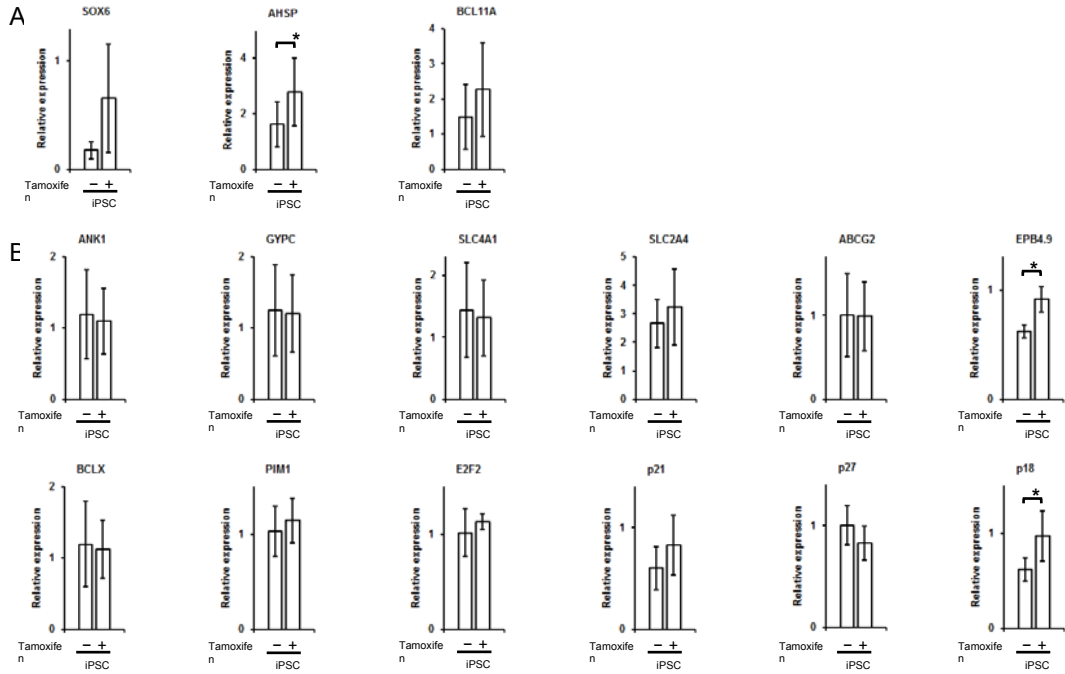 A
SOX6
AHSP
BCL11A
Relative expression
1
0
Relative expression
4
2
0
*
Relative expression
4
3
2
1
0
Tamoxife
n
− +
iPSC
Tamoxife
n
− +
iPSC
Tamoxife
n
− +
iPSC
ANK1
GYPC
SLC4A1
SLC2A4
ABCG2
EPB4.9
Relative expression
2
1
0
Relative expression
2
1
0
Relative expression
2
1
0
Relative expression
5
4
3
2
1
0
Relative expression
1
0
Relative expression
1
0
*
Tamoxife
n
− +
iPSC
Tamoxife
n
− +
iPSC
Tamoxife
n
− +
iPSC
Tamoxife
n
− +
iPSC
Tamoxife
n
− +
iPSC
Tamoxife
n
− +
iPSC
BCLX
PIM1
E2F2
p21
p27
p18
Relative expression
2
1
0
Relative expression
1
0
Relative expression
1
0
Relative expression
1
0
Relative expression
1
0
Relative expression
1
0
*
Tamoxife
n
− +
iPSC
Tamoxife
n
− +
iPSC
Tamoxife
n
− +
iPSC
Tamoxife
n
− +
iPSC
Tamoxife
n
− +
iPSC
Tamoxife
n
− +
iPSC